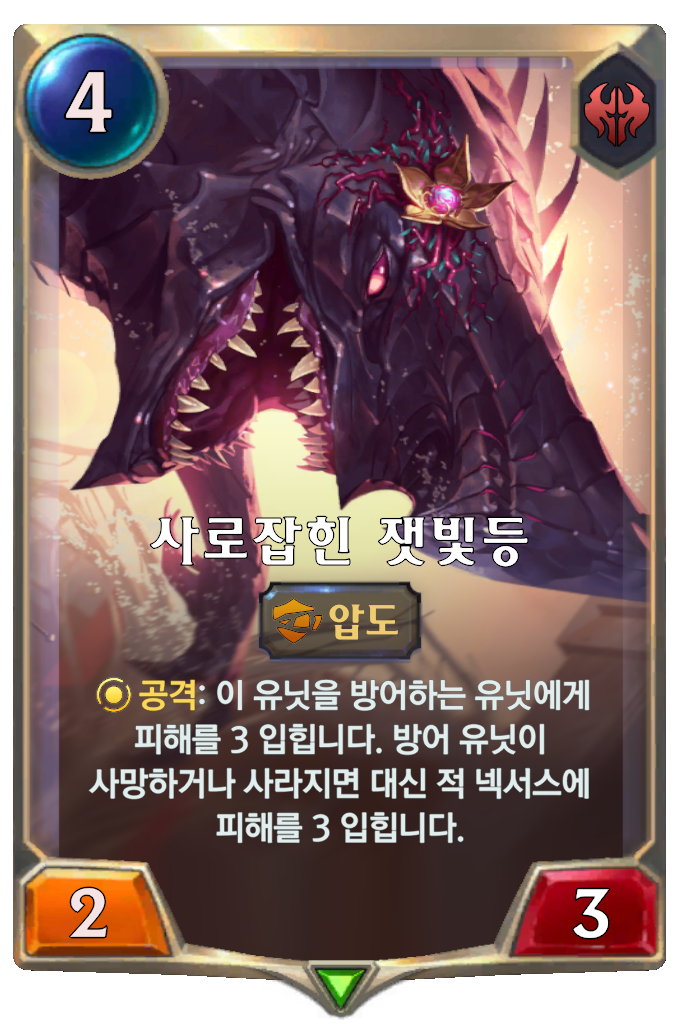 4
사로잡힌 잿빛등
압도
공격: 이 유닛을 방어하는 유닛에게
피해를 3 입힙니다. 방어 유닛이
사망하거나 사라지면 대신 적 넥서스에
피해를 3 입힙니다.
2
3